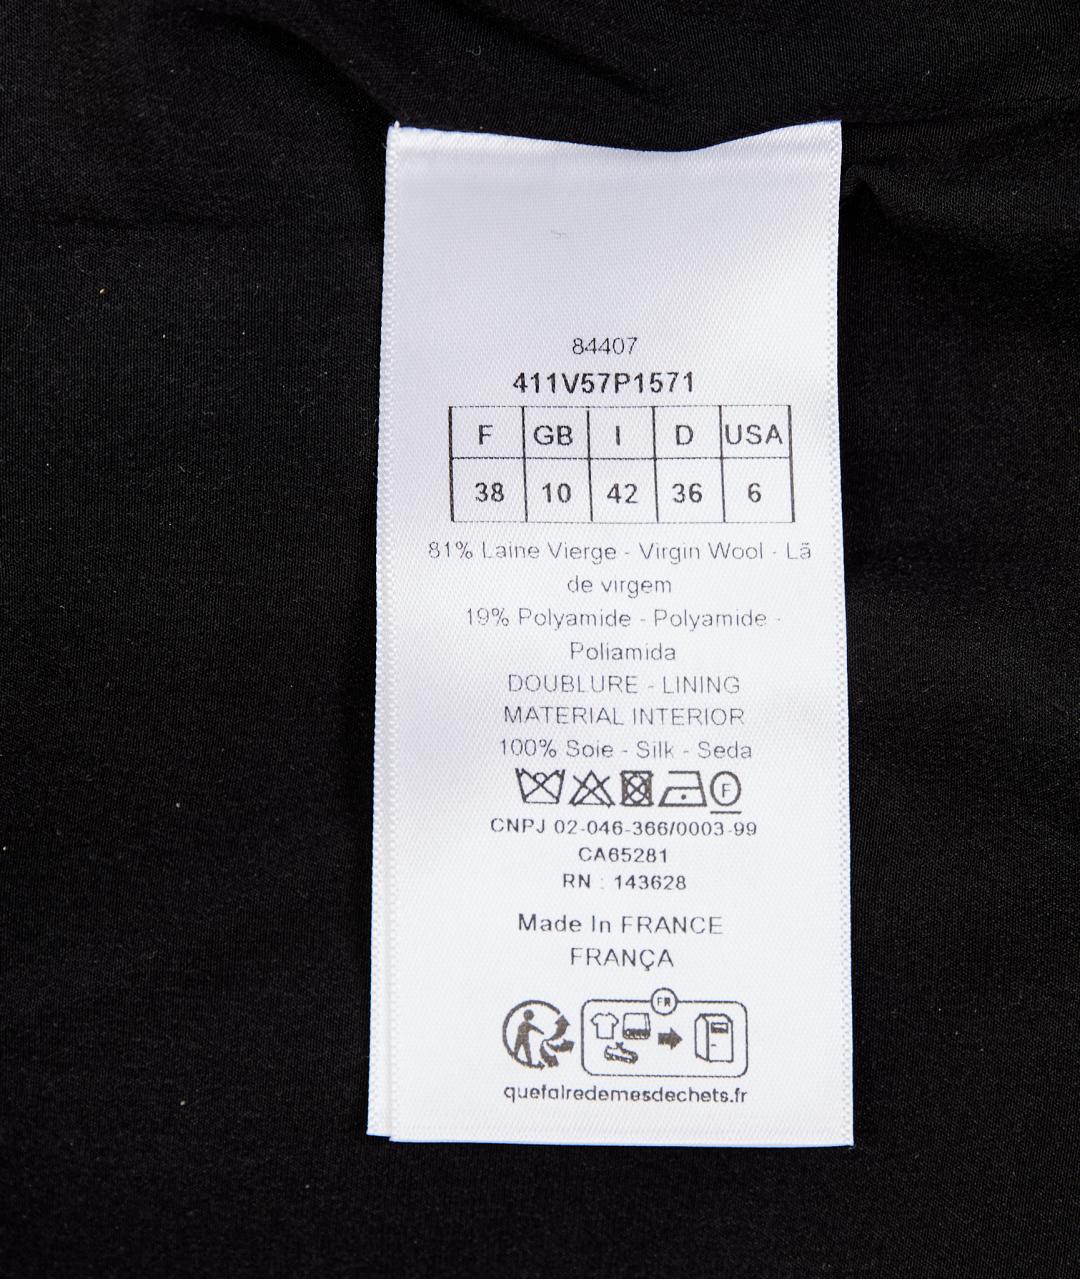 84407
411V57P1571
F GB I D USA
38 10 42 36 6
81% Laine Vierge - Virgin Wool - Lã
de virgem
19% Polyamide - Polyamide -
Poliamida
DOUBLURE - LINING
MATERIAL INTERIOR
100% Soie - Silk - Seda
F
CNPJ 02-046-366/0003-99
CA65281
RN : 143628
Made In FRANCE
FRANÇA
FR
quefairedemesdechets.fr